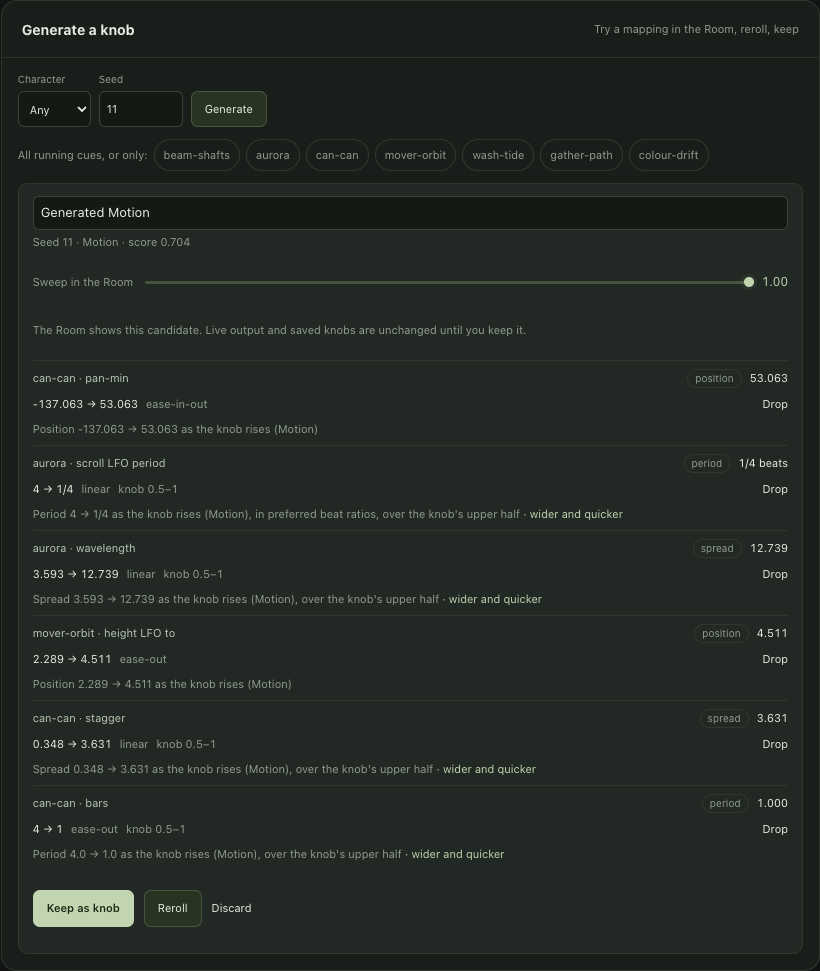 Generate a knob
Try a mapping in the Room, reroll, keep
Character
Seed
Any
11
Generate
All running cues, or only:
beam-shafts
aurora
can-can
mover-orbit
wash-tide
gather-path
colour-drift
Generated Motion
Seed 11 · Motion · score 0.704
Sweep in the Room
1.00
The Room shows this candidate. Live output and saved knobs are unchanged until you keep it.
can-can · pan-min
position
53.063
-137.063 → 53.063 ease-in-out
Drop
Position -137.063 → 53.063 as the knob rises (Motion)
aurora · scroll LFO period
period
1/4 beats
4 → 1/4 linear knob 0.5–1
Drop
Period 4 → 1/4 as the knob rises (Motion), in preferred beat ratios, over the knob's upper half · wider and quicker
aurora · wavelength
spread
12.739
3.593 → 12.739 linear knob 0.5–1
Drop
Spread 3.593 → 12.739 as the knob rises (Motion), over the knob's upper half · wider and quicker
mover-orbit · height LFO to
position
4.511
2.289 → 4.511 ease-out
Drop
Position 2.289 → 4.511 as the knob rises (Motion)
can-can · stagger
spread
3.631
0.348 → 3.631 linear knob 0.5–1
Drop
Spread 0.348 → 3.631 as the knob rises (Motion), over the knob's upper half · wider and quicker
can-can · bars
period
1.000
4 → 1 ease-out knob 0.5–1
Drop
Period 4.0 → 1.0 as the knob rises (Motion), over the knob's upper half · wider and quicker
Keep as knob
Reroll
Discard